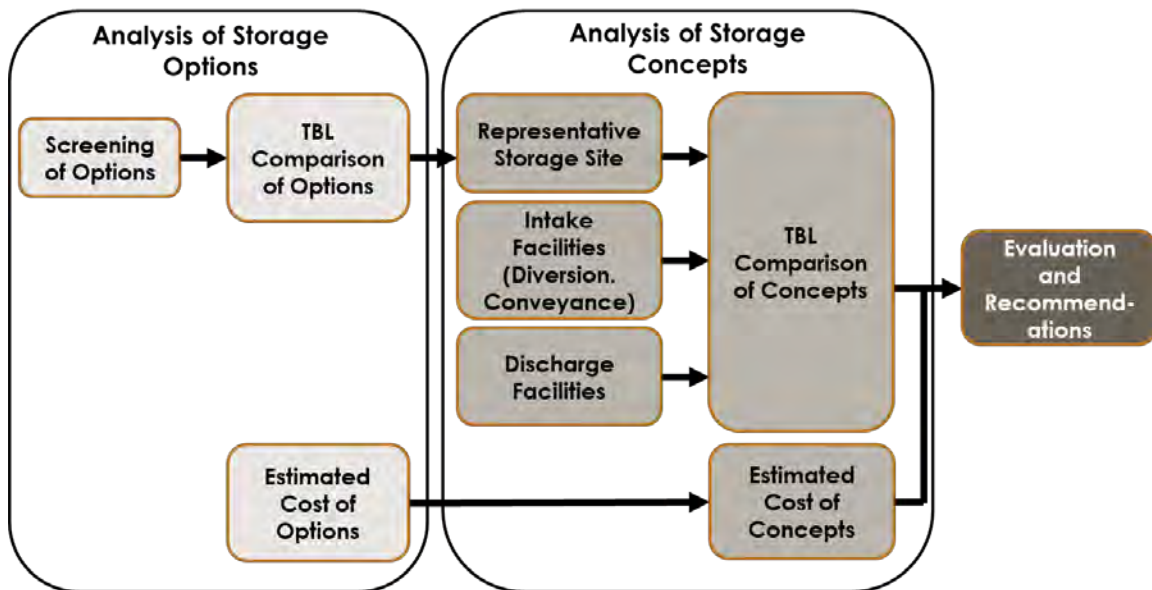 Analysis of Storage
Options
Analysis of Storage
Concepts
Screening
of Options
TBL
Comparison
of Options
Representative
Storage Site
Intake
Facilities
(Diversion.
Conveyance)
Discharge
Facilities
TBL
Comparison
of Concepts
Evaluation
and
Recommend-
ations
Estimated
Cost of
Options
Estimated
Cost of
Concepts